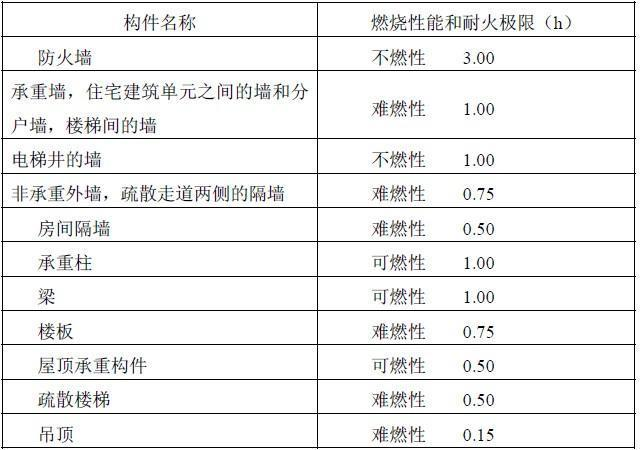 构件名称 燃烧性能和耐火极限（h）
防火墙 不燃性 3.00
承重墙，住宅建筑单元之间的墙和分
户墙，楼梯间的墙 难燃性 1.00
电梯井的墙 不燃性 1.00
非承重外墙，疏散走道两侧的隔墙 难燃性 0.75
房间隔墙 难燃性 0.50
承重柱 可燃性 1.00
梁 可燃性 1.00
楼板 难燃性 0.75
屋顶承重构件 可燃性 0.50
疏散楼梯 难燃性 0.50
吊顶 难燃性 0.15